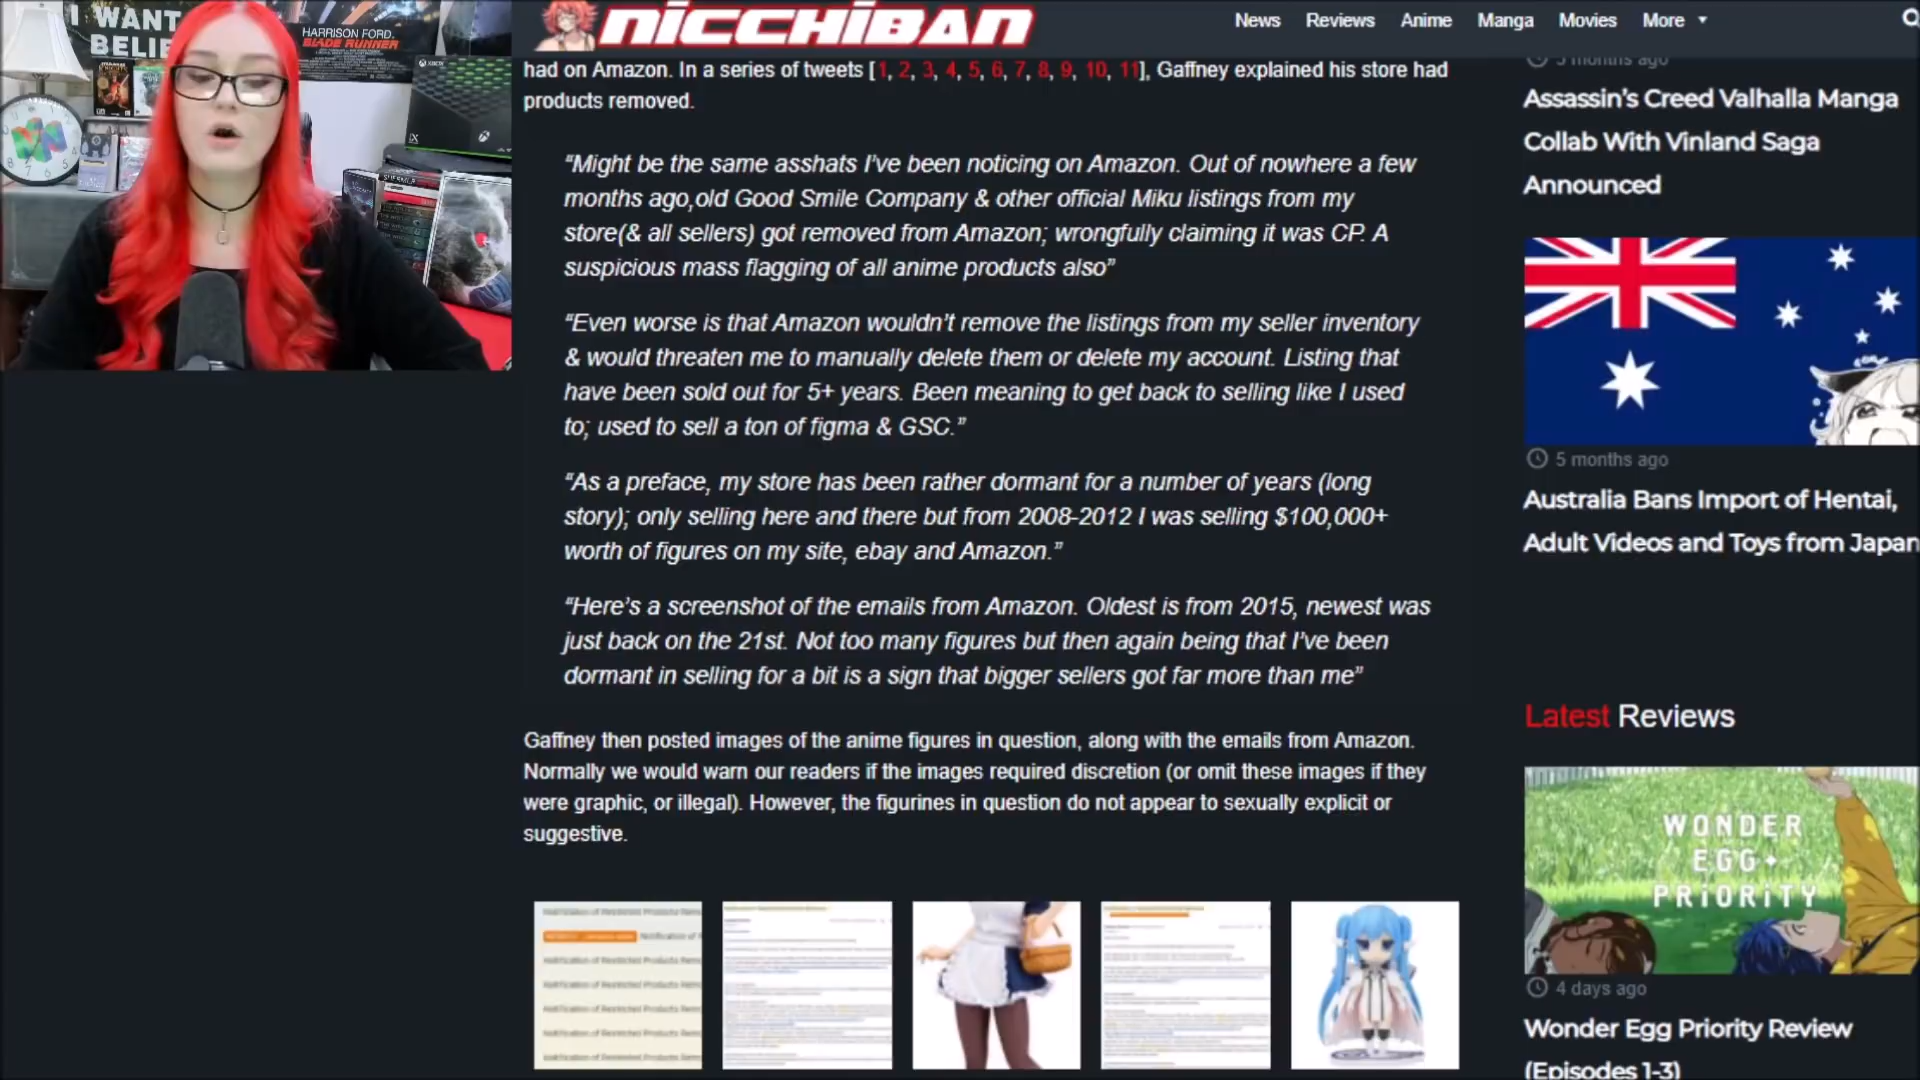 I WANT
BELIE
HARRISON FORD.
BLADE RUNNER
XBOX
NICCHIBAN
News Reviews Anime Manga Movies More
had on Amazon. In a series of tweets [1, 2, 3, 4, 5, 6, 7, 8, 9, 10, 11], Gaffney explained his store had
products removed.
“Might be the same asshats I’ve been noticing on Amazon. Out of nowhere a few
months ago,old Good Smile Company & other official Miku listings from my
store(& all sellers) got removed from Amazon; wrongfully claiming it was CP. A
suspicious mass flagging of all anime products also”
“Even worse is that Amazon wouldn’t remove the listings from my seller inventory
& would threaten me to manually delete them or delete my account. Listing that
have been sold out for 5+ years. Been meaning to get back to selling like I used
to; used to sell a ton of figma & GSC.”
“As a preface, my store has been rather dormant for a number of years (long
story); only selling here and there but from 2008-2012 I was selling $100,000+
worth of figures on my site, ebay and Amazon.”
“Here’s a screenshot of the emails from Amazon. Oldest is from 2015, newest was
just back on the 21st. Not too many figures but then again being that I’ve been
dormant in selling for a bit is a sign that bigger sellers got far more than me”
Gaffney then posted images of the anime figures in question, along with the emails from Amazon.
Normally we would warn our readers if the images required discretion (or omit these images if they
were graphic, or illegal). However, the figurines in question do not appear to sexually explicit or
suggestive.
5 months ago
Assassin’s Creed Valhalla Manga
Collab With Vinland Saga
Announced
5 months ago
Australia Bans Import of Hentai,
Adult Videos and Toys from Japan
Latest Reviews
WONDER
EGG
PRiORiTY
4 days ago
Wonder Egg Priority Review
(Episodes 1-3)